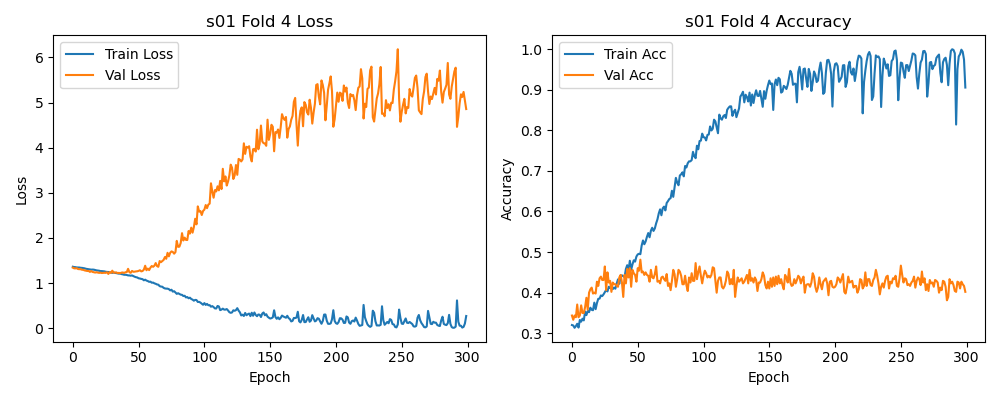 s01 Fold 4 Loss
Train Loss
Val Loss
Loss
6
5
4
3
2
1
0
0 50 100 150 200 250 300
Epoch
s01 Fold 4 Accuracy
Train Acc
Val Acc
Accuracy
1.0
0.9
0.8
0.7
0.6
0.5
0.4
0.3
0 50 100 150 200 250 300
Epoch